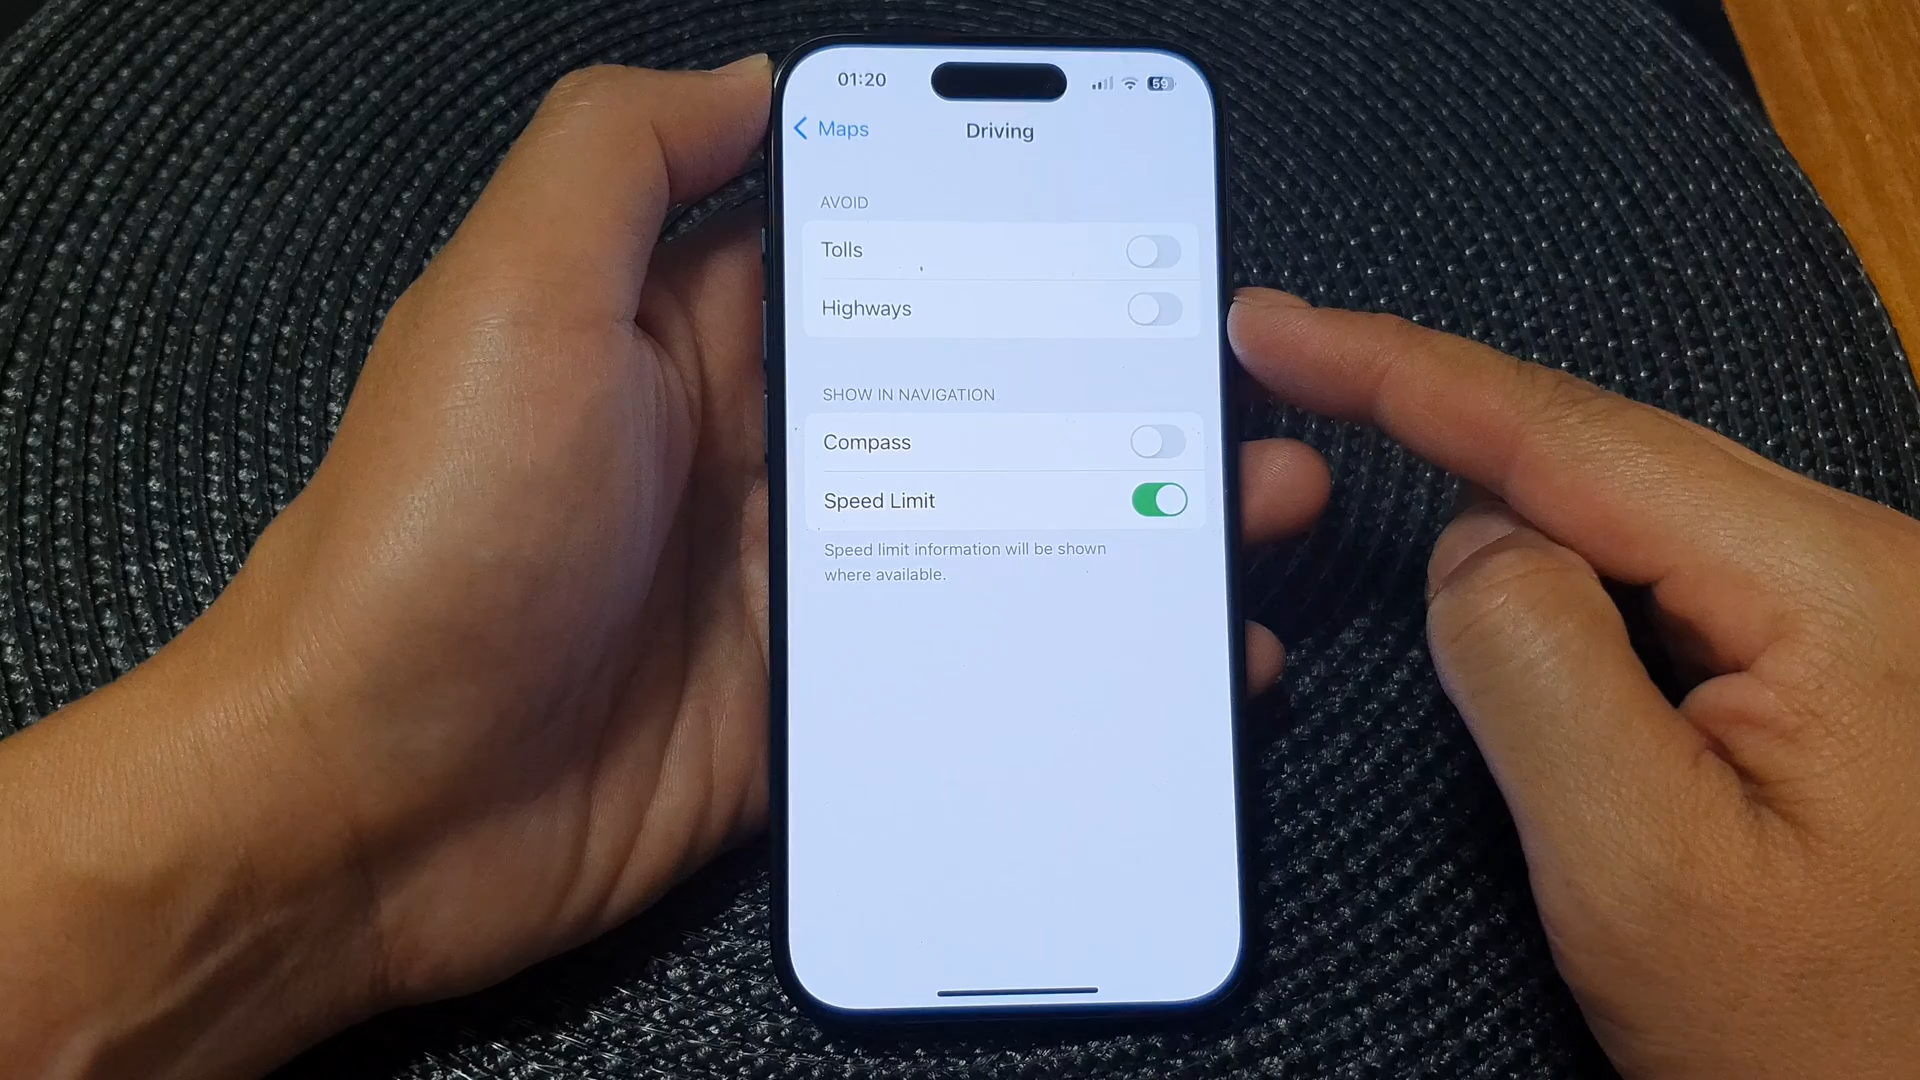 01:20
59
Maps
Driving
AVOID
Tolls
Highways
SHOW IN NAVIGATION
Compass
Speed Limit
Speed limit information will be shown
where available.